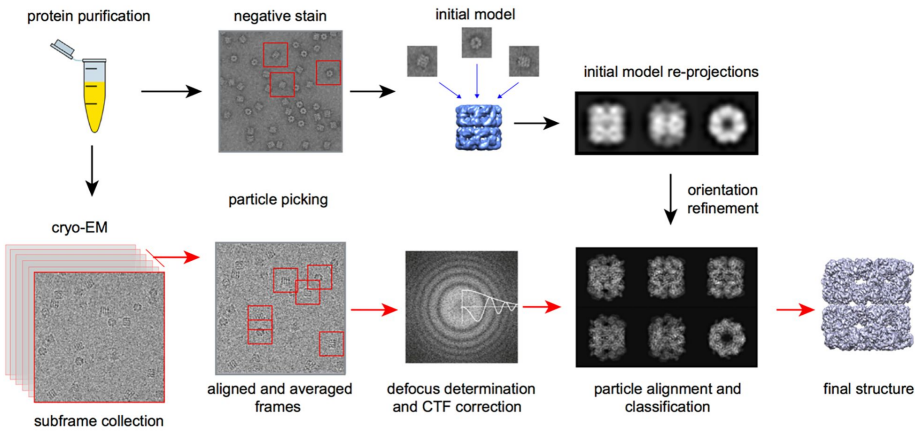 protein purification
negative stain
initial model
initial model re-projections
orientation
refinement
cryo-EM
particle picking
subframe collection
aligned and averaged
frames
defocus determination
and CTF correction
particle alignment and
classification
final structure